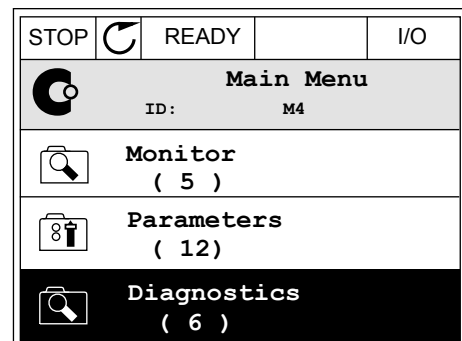 STOP READY I/O
Main Menu
ID: M4
Monitor
( 5 )
Parameters
( 12)
Diagnostics
( 6 )